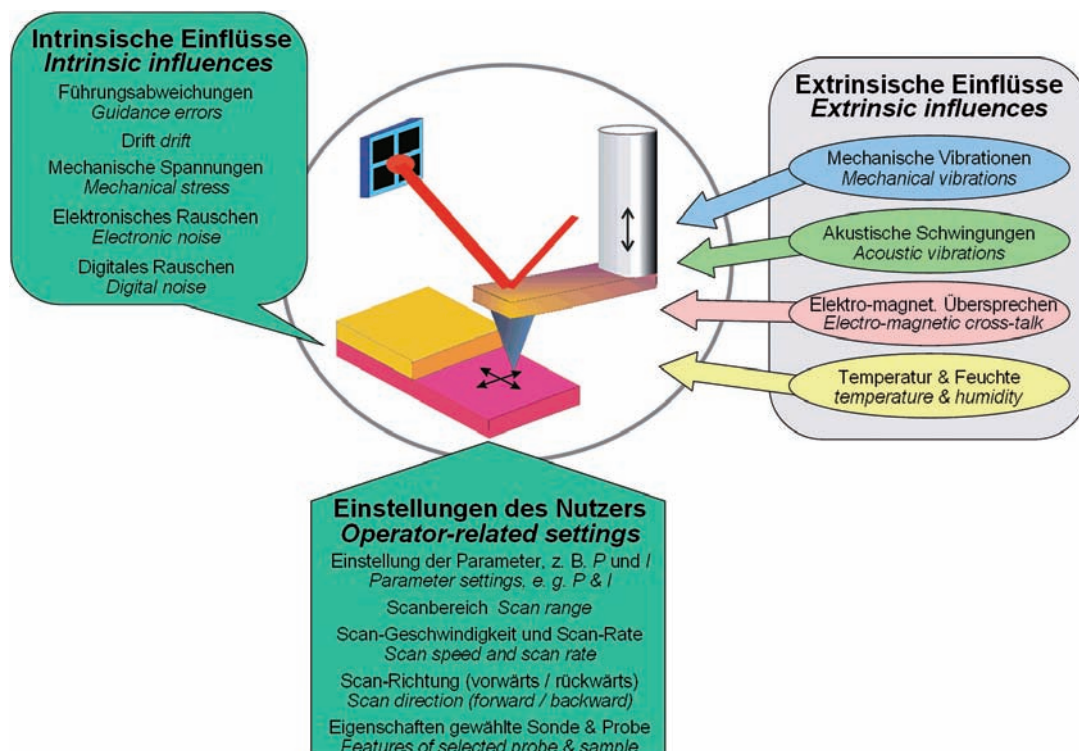 Intrinsische Einflüsse
Intrinsic influences
Führungsabweichungen
Guidance errors
Drift drift
Mechanische Spannungen
Mechanical stress
Elektronisches Rauschen
Electronic noise
Digitales Rauschen
Digital noise
Extrinsische Einflüsse
Extrinsic influences
Mechanische Vibrationen
Mechanical vibrations
Akustische Schwingungen
Acoustic vibrations
Elektro-magnet. Übersprechen
Electro-magnetic cross-talk
Temperatur & Feuchte
temperature & humidity
Einstellungen des Nutzers
Operator-related settings
Einstellung der Parameter, z. B. P und I
Parameter settings, e. g. P & I
Scanbereich Scan range
Scan-Geschwindigkeit und Scan-Rate
Scan speed and scan rate
Scan-Richtung (vorwärts / rückwärts)
Scan direction (forward / backward)
Eigenschaften gewählte Sonde & Probe
Features of selected probe & sample